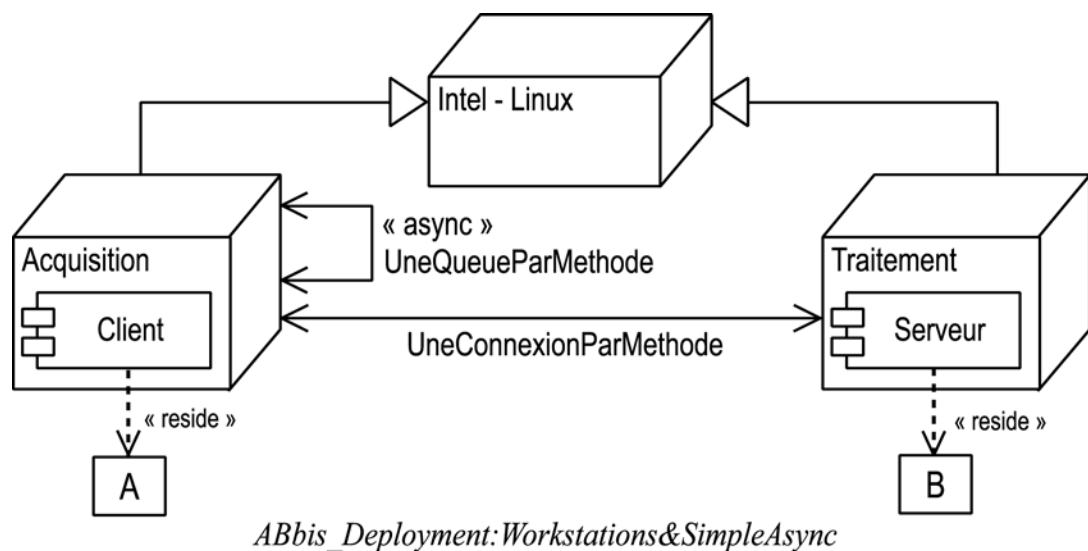 Intel - Linux
« async »
UneQueueParMethode
Acquisition
Traitement
Client
Serveur
UneConnexionParMethode
« reside »
« reside »
A
B
ABbis_Deployment:Workstations&SimpleAsync